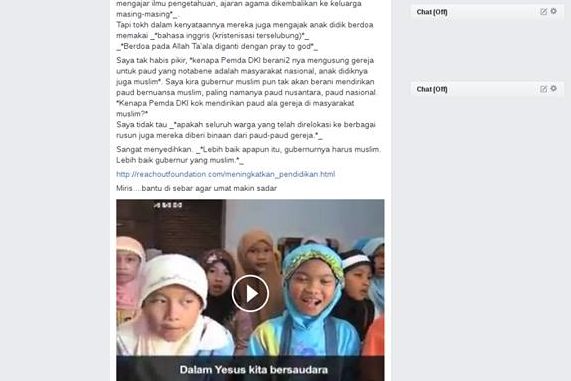 mengajar ilmu pengetahuan, ajaran agama dikembalikan ke keluarga
masing-masing*_.
Tapi tokh dalam kenyataannya mereka juga mengajak anak didik berdoa
memakai _*bahasa inggris (kristenisasi terselubung)*_
_*Berdoa pada Allah Ta'ala diganti dengan pray to god*_
Saya tak habis pikir, *kenapa Pemda DKI berani2 nya mengusung gereja
untuk paud yang notabene adalah masyarakat nasional, anak didiknya
juga muslim*. Saya kira gubernur muslim pun tak akan berani mendirikan
paud bernuansa muslim, paling namanya paud nusantara, paud nasional.
*Kenapa Pemda DKI kok mendirikan paud ala gereja di masyarakat
muslim?*
Saya tidak tau _*apakah seluruh warga yang telah direlokasi ke berbagai
rusun juga mereka diberi binaan dari paud-paud gereja.*_
Sangat menyedihkan. _*Lebih baik apapun itu, gubernurnya harus muslim.
Lebih baik gubernur yang muslim.*_
http://reachoutfoundation.com/meningkatkan_pendidikan.html
Miris....bantu di sebar agar umat makin sadar
Dalam Yesus kita bersaudara
Chat (Off)
Chat (Off)